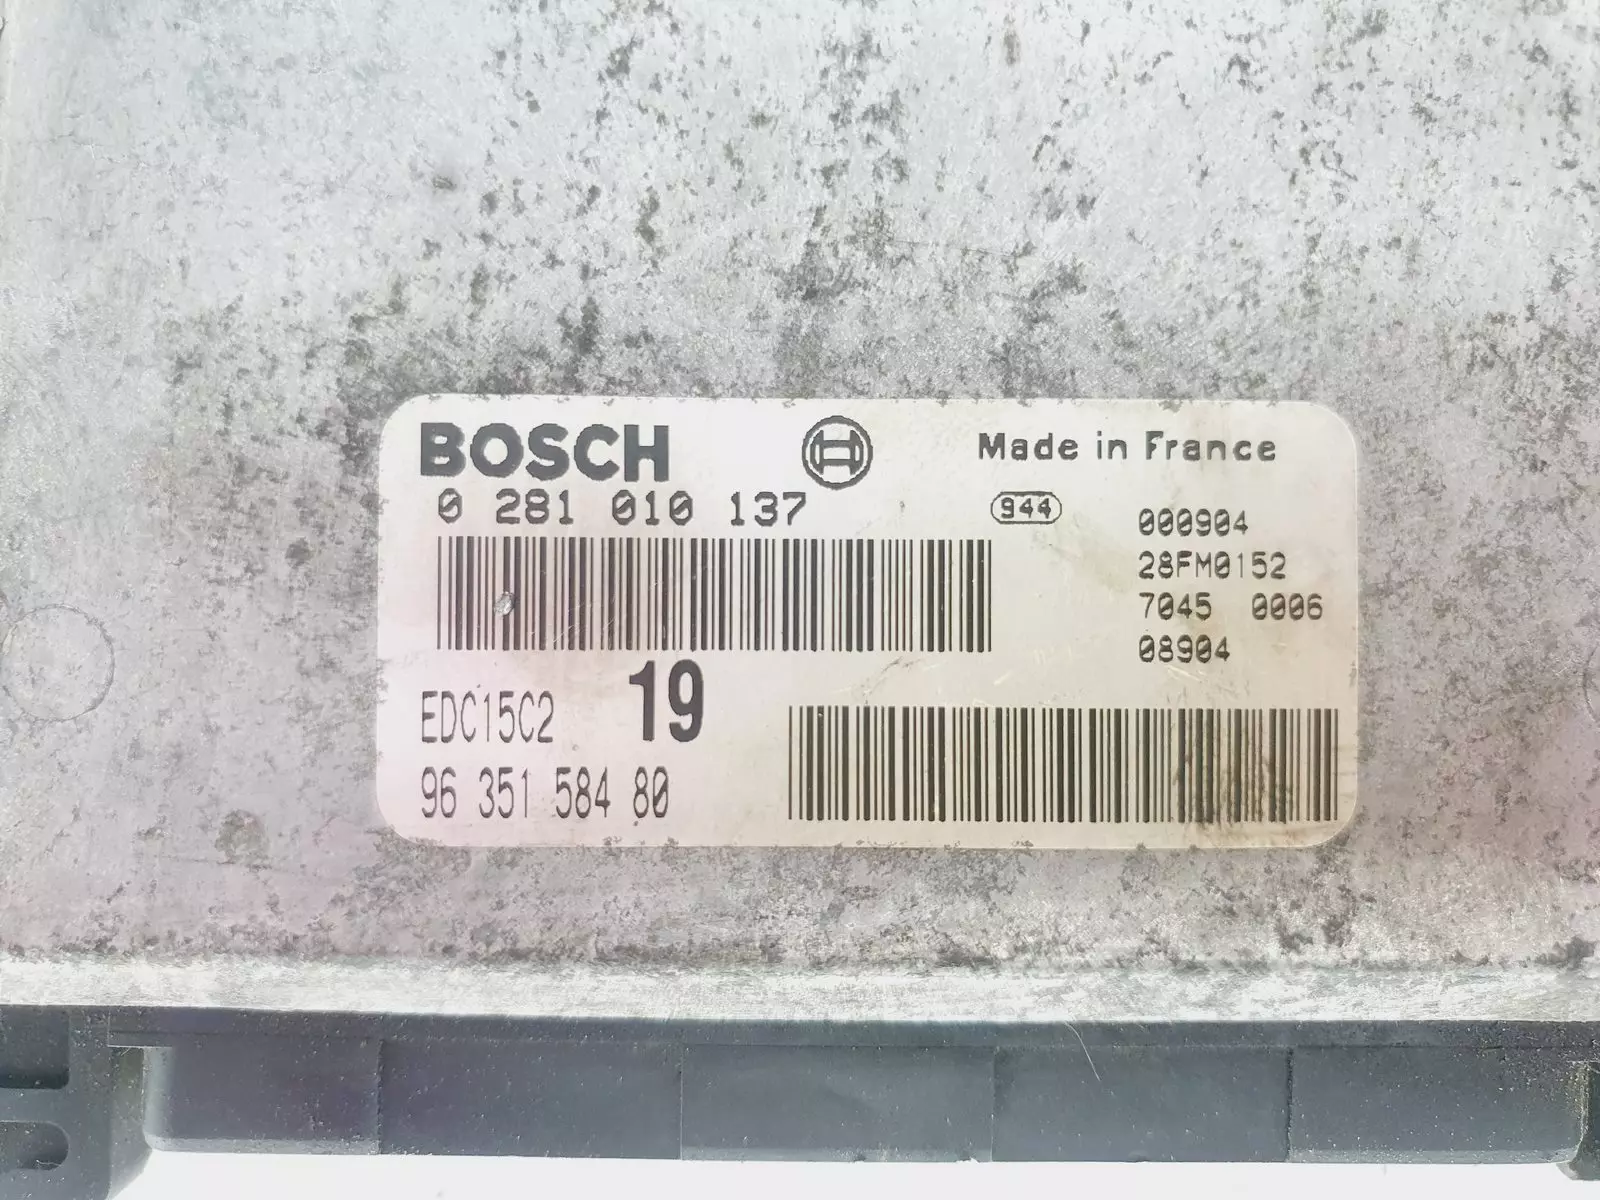 BOSCH
Made in France
0 281 010 137
944
000904
28FM0152
7045 0006
08904
EDC15C2 19
96 351 584 80